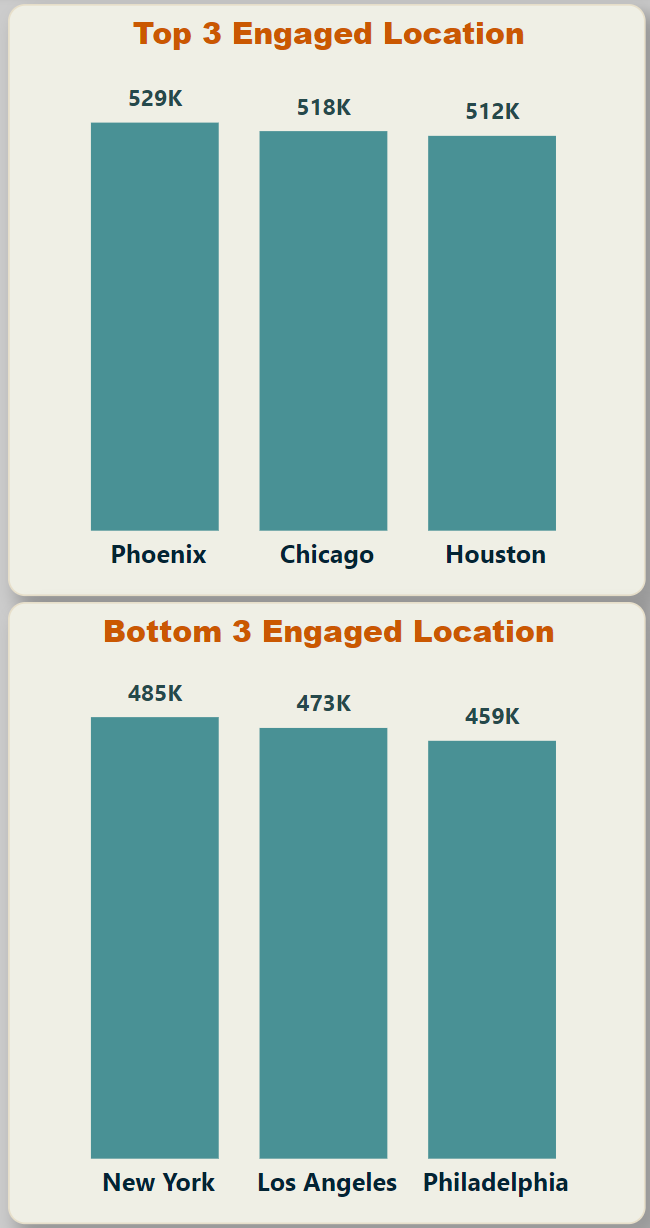 Top 3 Engaged Location
529K
518K
512K
Phoenix
Chicago
Houston
Bottom 3 Engaged Location
485K
473K
459K
New York
Los Angeles
Philadelphia